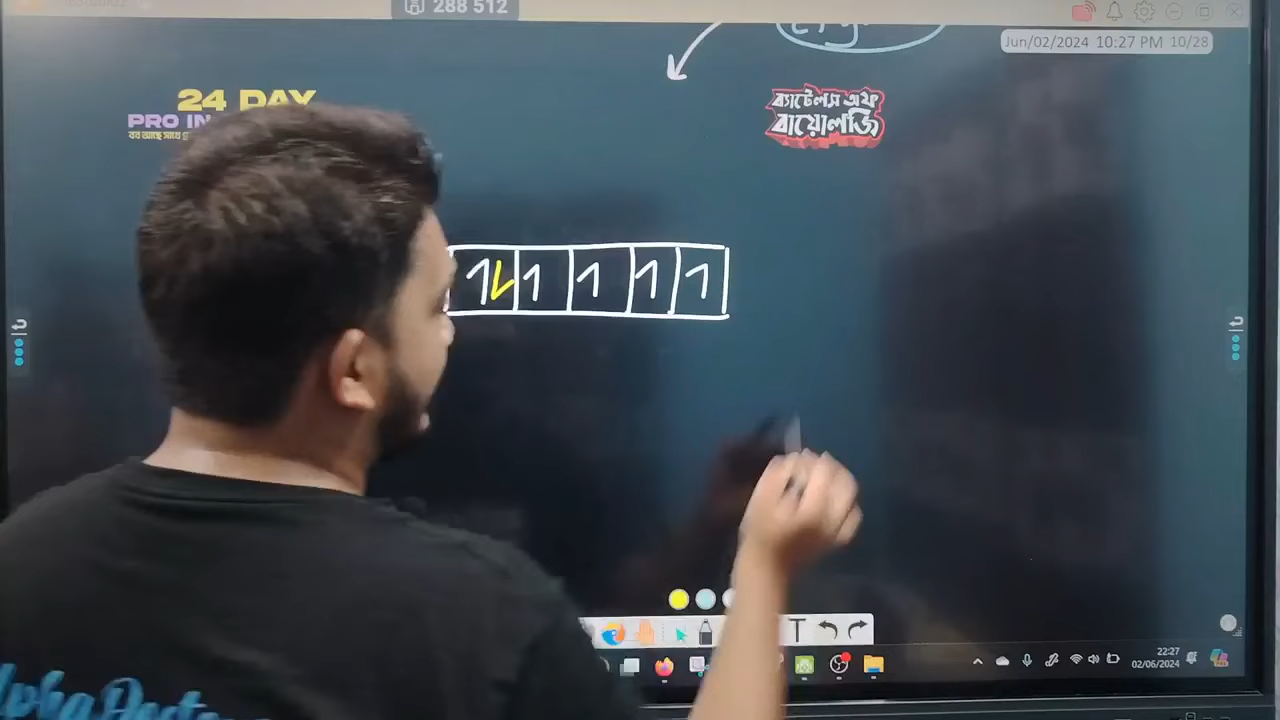 288 512
Jun/02/2024 10:27 PM 10/28
24 DAY
PRO IN
ব্যাটেলস অফ
বায়োলজি
1 1 1 1 1
T
22:27
02/06/2024